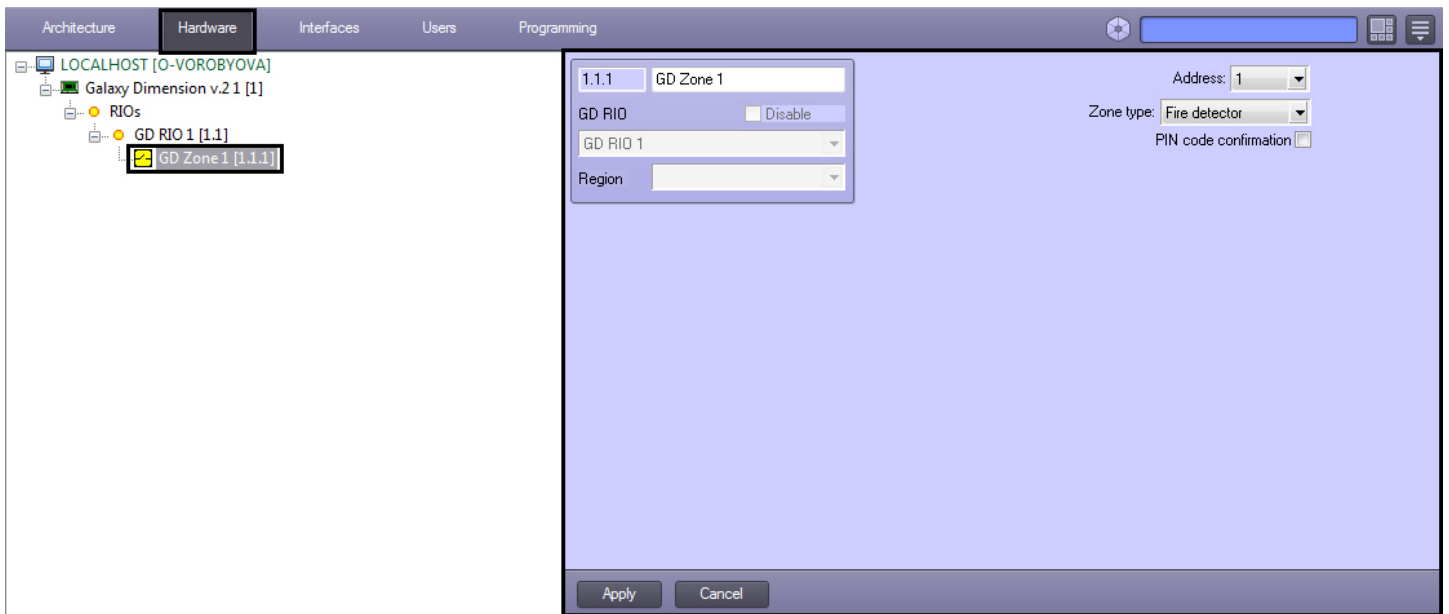 Architecture Hardware Interfaces Users Programming
LOCALHOST [O-VOROBYOVA]
Galaxy Dimension v.2 1 [1]
RIOs
GD RIO 1 [1.1]
GD Zone 1 [1.1.1]
1.1.1 GD Zone 1
GD RIO Disable
GD RIO 1
Region
Address: 1
Zone type: Fire detector
PIN code confirmation
Apply Cancel